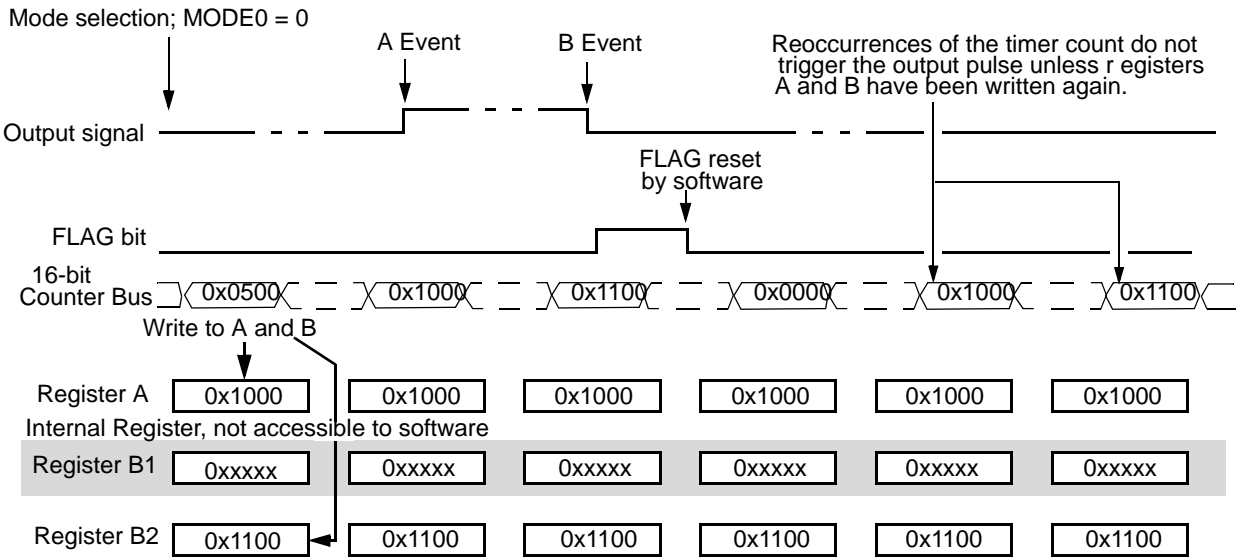 Mode selection; MODE0 = 0
A Event
B Event
Reoccurrences of the timer count do not
trigger the output pulse unless r egisters
A and B have been written again.
Output signal
FLAG reset
by software
FLAG bit
16-bit
Counter Bus
0x0500 0x1000 0x1100 0x0000 0x1000 0x1100
Write to A and B
Register A 0x1000 0x1000 0x1000 0x1000 0x1000 0x1000
Internal Register, not accessible to software
Register B1 0xxxxx 0xxxxx 0xxxxx 0xxxxx 0xxxxx 0xxxxx
Register B2 0x1100 0x1100 0x1100 0x1100 0x1100 0x1100